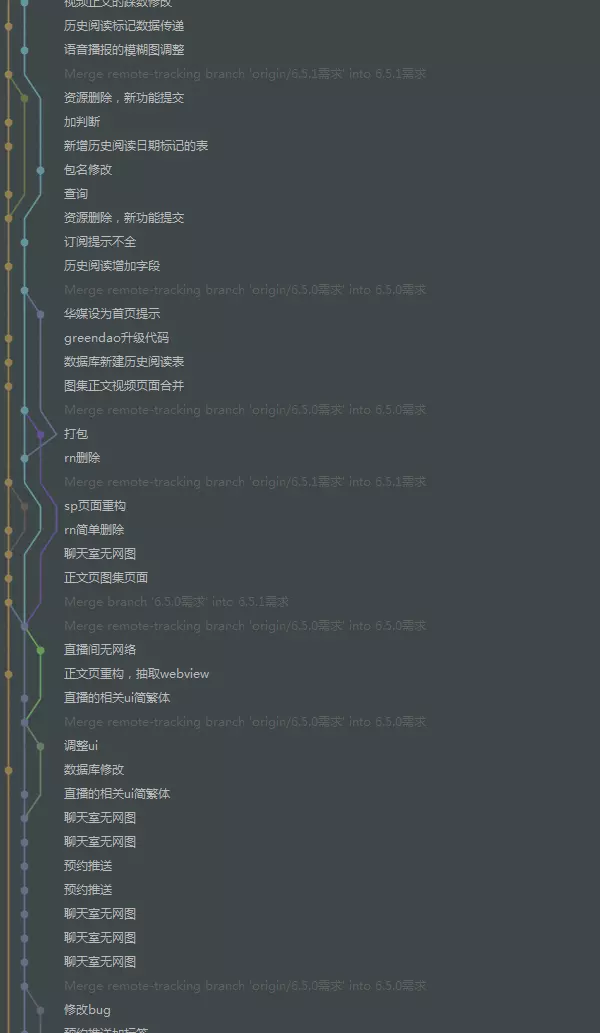 视频正文的踩数修改
历史阅读标记数据传递
语音播报的模糊图调整
Merge remote-tracking branch 'origin/6.5.1需求' into 6.5.1需求
资源删除，新功能提交
加判断
新增历史阅读日期标记的表
包名修改
查询
资源删除，新功能提交
订阅提示不全
历史阅读增加字段
Merge remote-tracking branch 'origin/6.5.0需求' into 6.5.0需求
华媒设为首页提示
greendao升级代码
数据库新建历史阅读表
图集正文视频页面合并
Merge remote-tracking branch 'origin/6.5.0需求' into 6.5.0需求
打包
rn删除
Merge remote-tracking branch 'origin/6.5.1需求' into 6.5.1需求
sp页面重构
rn简单删除
聊天室无网图
正文页图集页面
Merge branch '6.5.0需求' into 6.5.1需求
Merge remote-tracking branch 'origin/6.5.0需求' into 6.5.0需求
直播间无网络
正文页重构，抽取webview
直播的相关ui简繁体
Merge remote-tracking branch 'origin/6.5.0需求' into 6.5.0需求
调整ui
数据库修改
直播的相关ui简繁体
聊天室无网图
聊天室无网图
预约推送
预约推送
聊天室无网图
聊天室无网图
聊天室无网图
Merge remote-tracking branch 'origin/6.5.0需求' into 6.5.0需求
修改bug
预约推送加标签